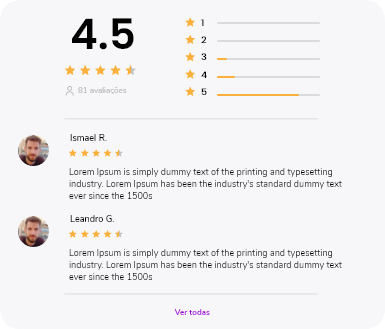 4.5
1
2
3
4
5
81 avaliações
Ismael R.
Lorem Ipsum is simply dummy text of the printing and typesetting
industry. Lorem Ipsum has been the industry's standard dummy text
ever since the 1500s
Leandro G.
Lorem Ipsum is simply dummy text of the printing and typesetting
industry. Lorem Ipsum has been the industry's standard dummy text
ever since the 1500s
Ver todas